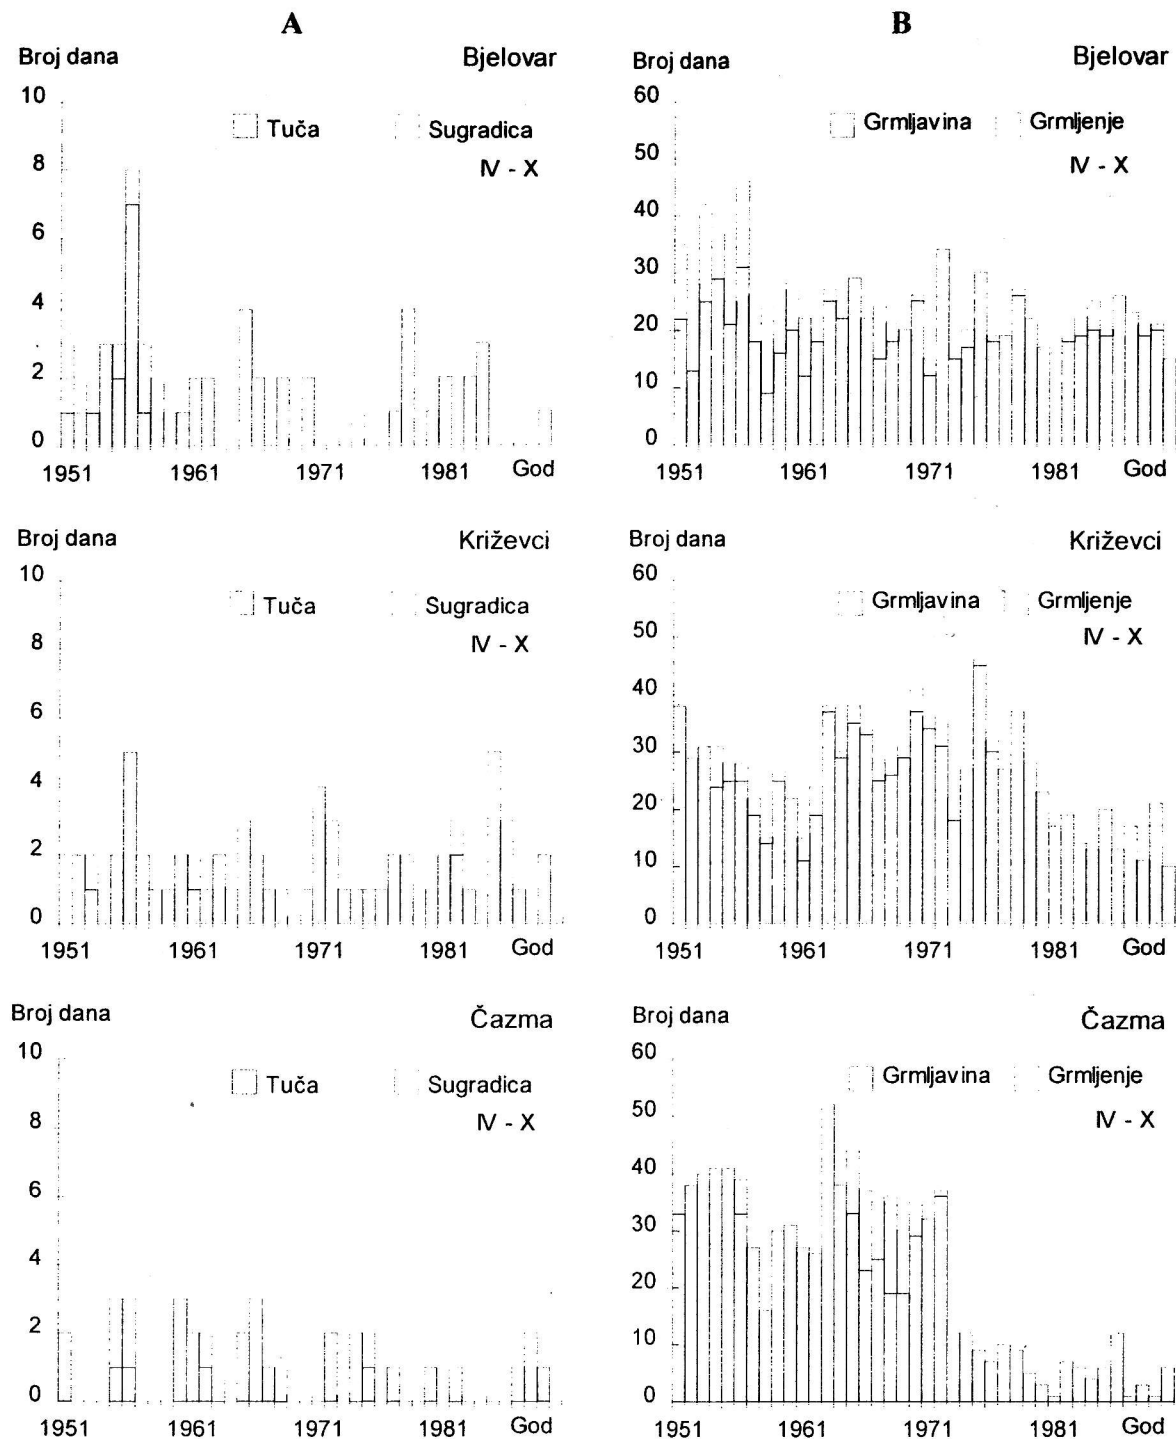 A
Broj dana
Bjelovar
10
Tuča
Sugradica
IV - X
8
6
4
2
0
1951
1961
1971
1981
God
B
Broj dana
Bjelovar
60
Grmljavina
Grmljenje
IV - X
50
40
30
20
10
0
1951
1961
1971
1981
God
Broj dana
Križevci
10
Tuča
Sugradica
IV - X
8
6
4
2
0
1951
1961
1971
1981
God
Broj dana
Križevci
60
Grmljavina
Grmljenje
IV - X
50
40
30
20
10
0
1951
1961
1971
1981
God
Broj dana
Čazma
10
Tuča
Sugradica
IV - X
8
6
4
2
0
1951
1961
1971
1981
God
Broj dana
Čazma
60
Grmljavina
Grmljenje
IV - X
50
40
30
20
10
0
1951
1961
1971
1981
God